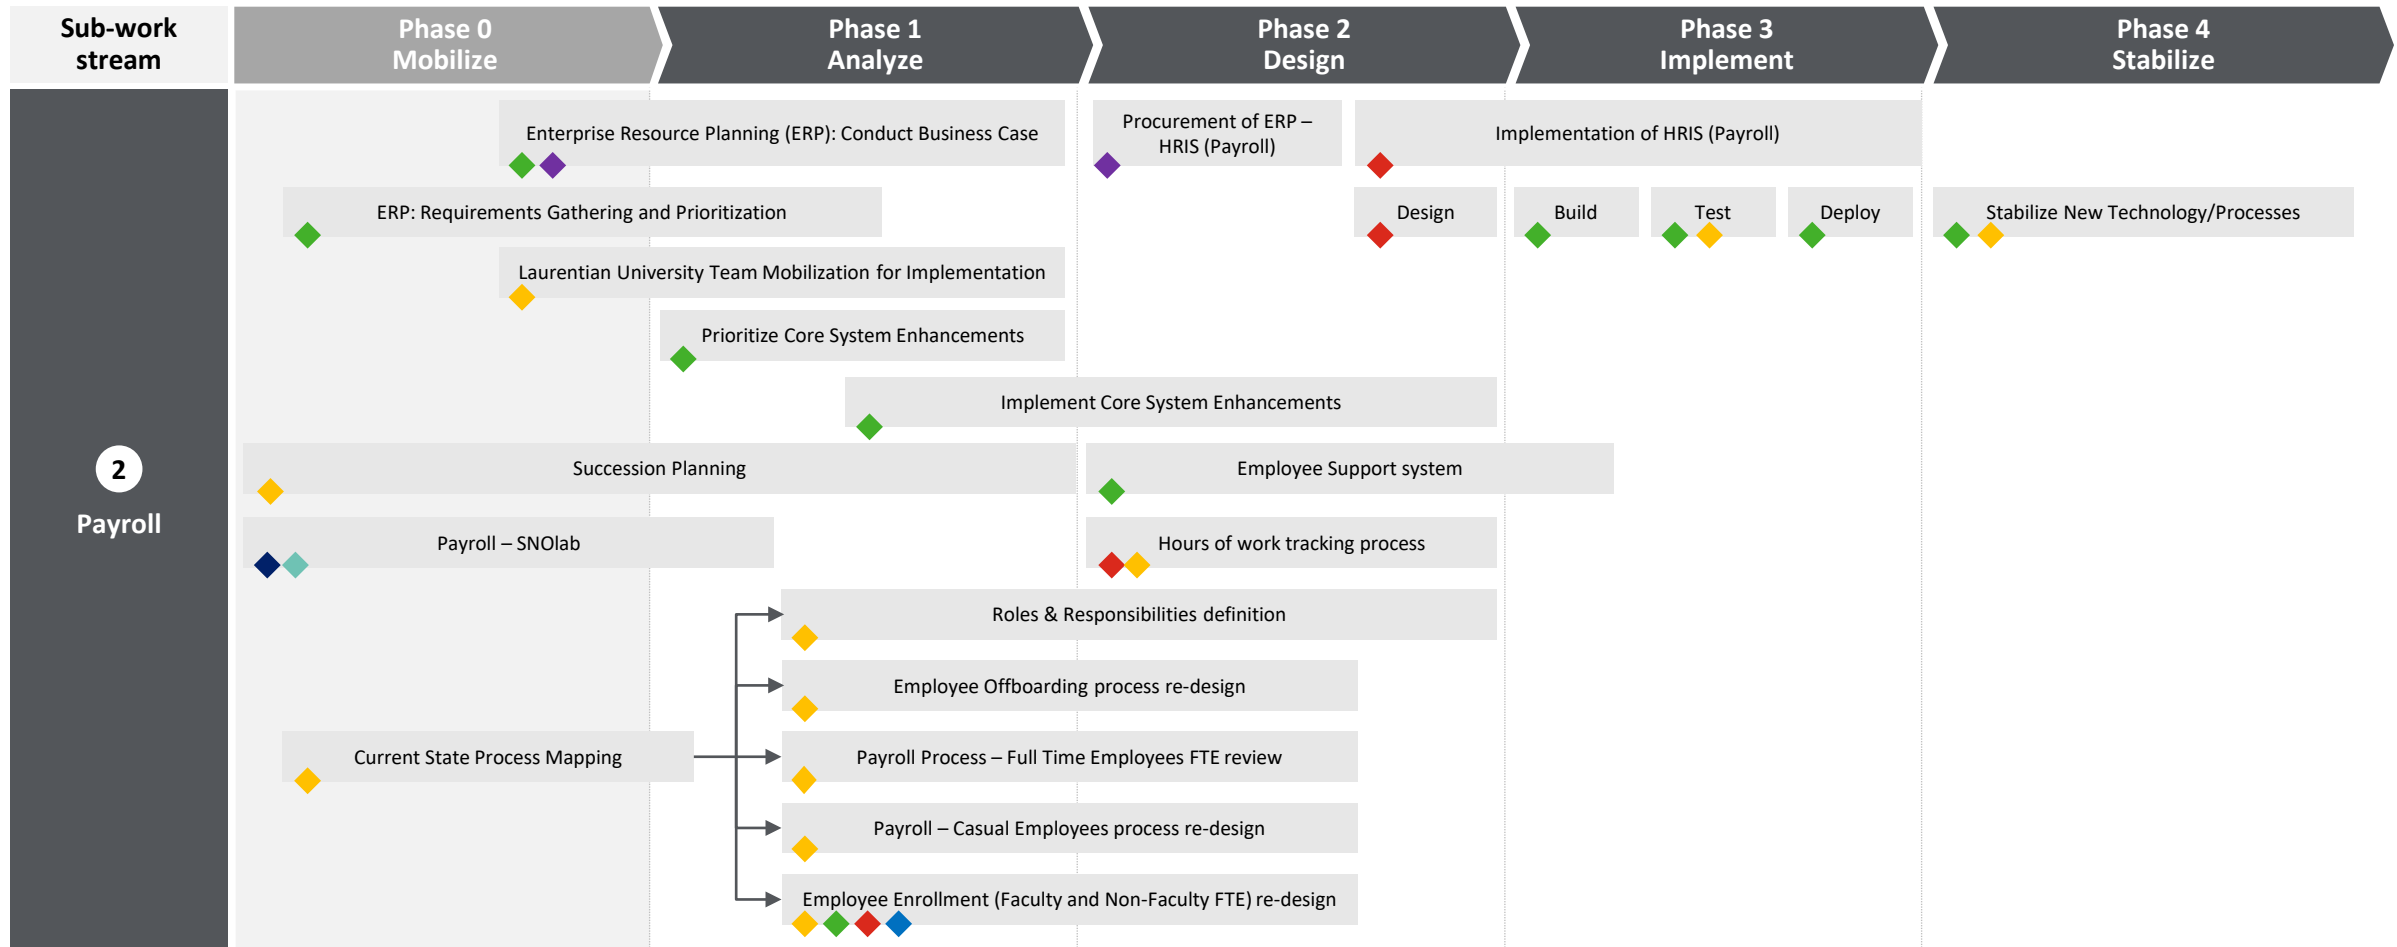 Sub-work
stream
Phase 0
Mobilize
Phase 1
Analyze
Phase 2
Design
Phase 3
Implement
Phase 4
Stabilize
2
Payroll
Enterprise Resource Planning (ERP): Conduct Business Case
Procurement of ERP –
HRIS (Payroll)
Implementation of HRIS (Payroll)
ERP: Requirements Gathering and Prioritization
Design
Build
Test
Deploy
Stabilize New Technology/Processes
Laurentian University Team Mobilization for Implementation
Prioritize Core System Enhancements
Implement Core System Enhancements
Succession Planning
Employee Support system
Payroll – SNOlab
Hours of work tracking process
Roles & Responsibilities definition
Employee Offboarding process re-design
Current State Process Mapping
Payroll Process – Full Time Employees FTE review
Payroll – Casual Employees process re-design
Employee Enrollment (Faculty and Non-Faculty FTE) re-design